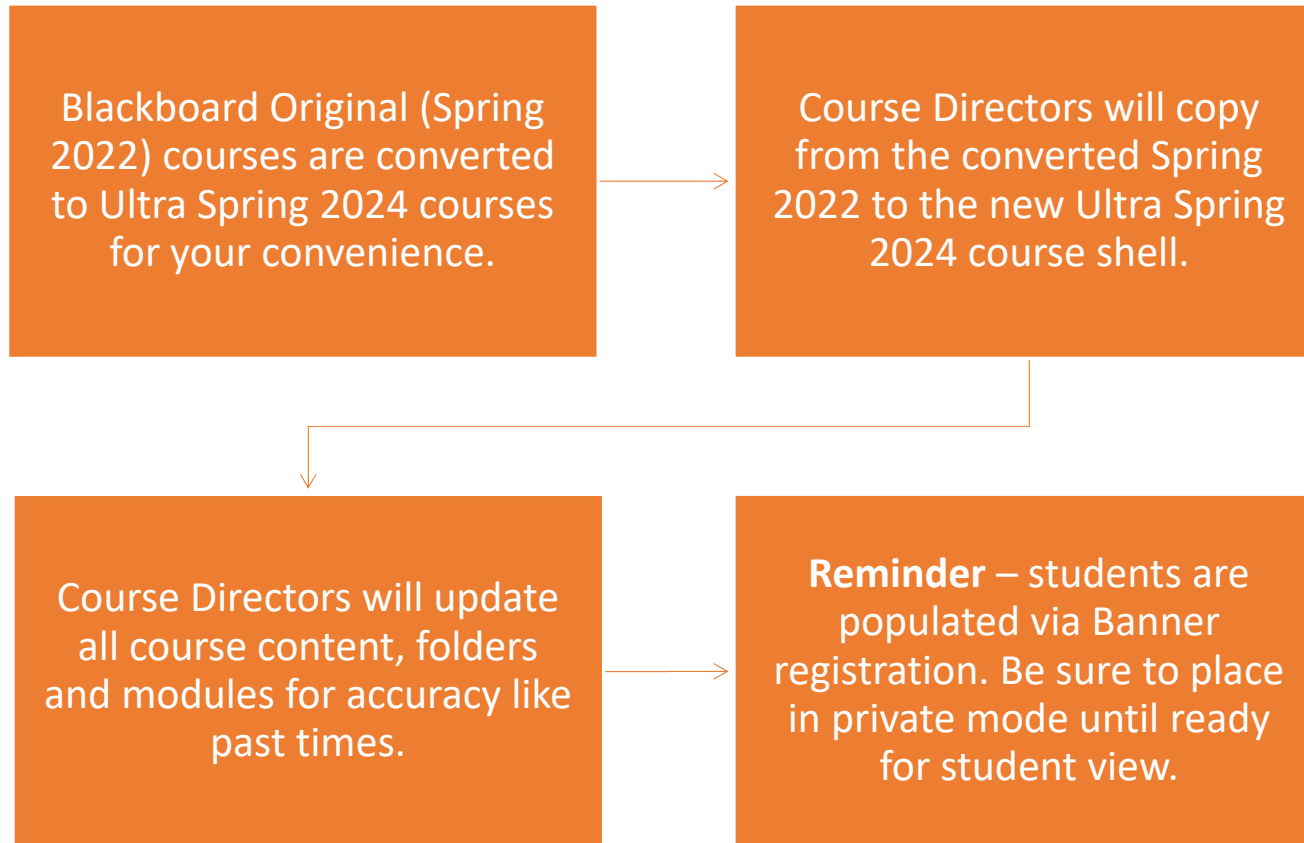 Blackboard Original (Spring
2022) courses are converted
to Ultra Spring 2024 courses
for your convenience.
Course Directors will copy
from the converted Spring
2022 to the new Ultra Spring
2024 course shell.
Course Directors will update
all course content, folders
and modules for accuracy like
past times.
Reminder – students are
populated via Banner
registration. Be sure to place
in private mode until ready
for student view.